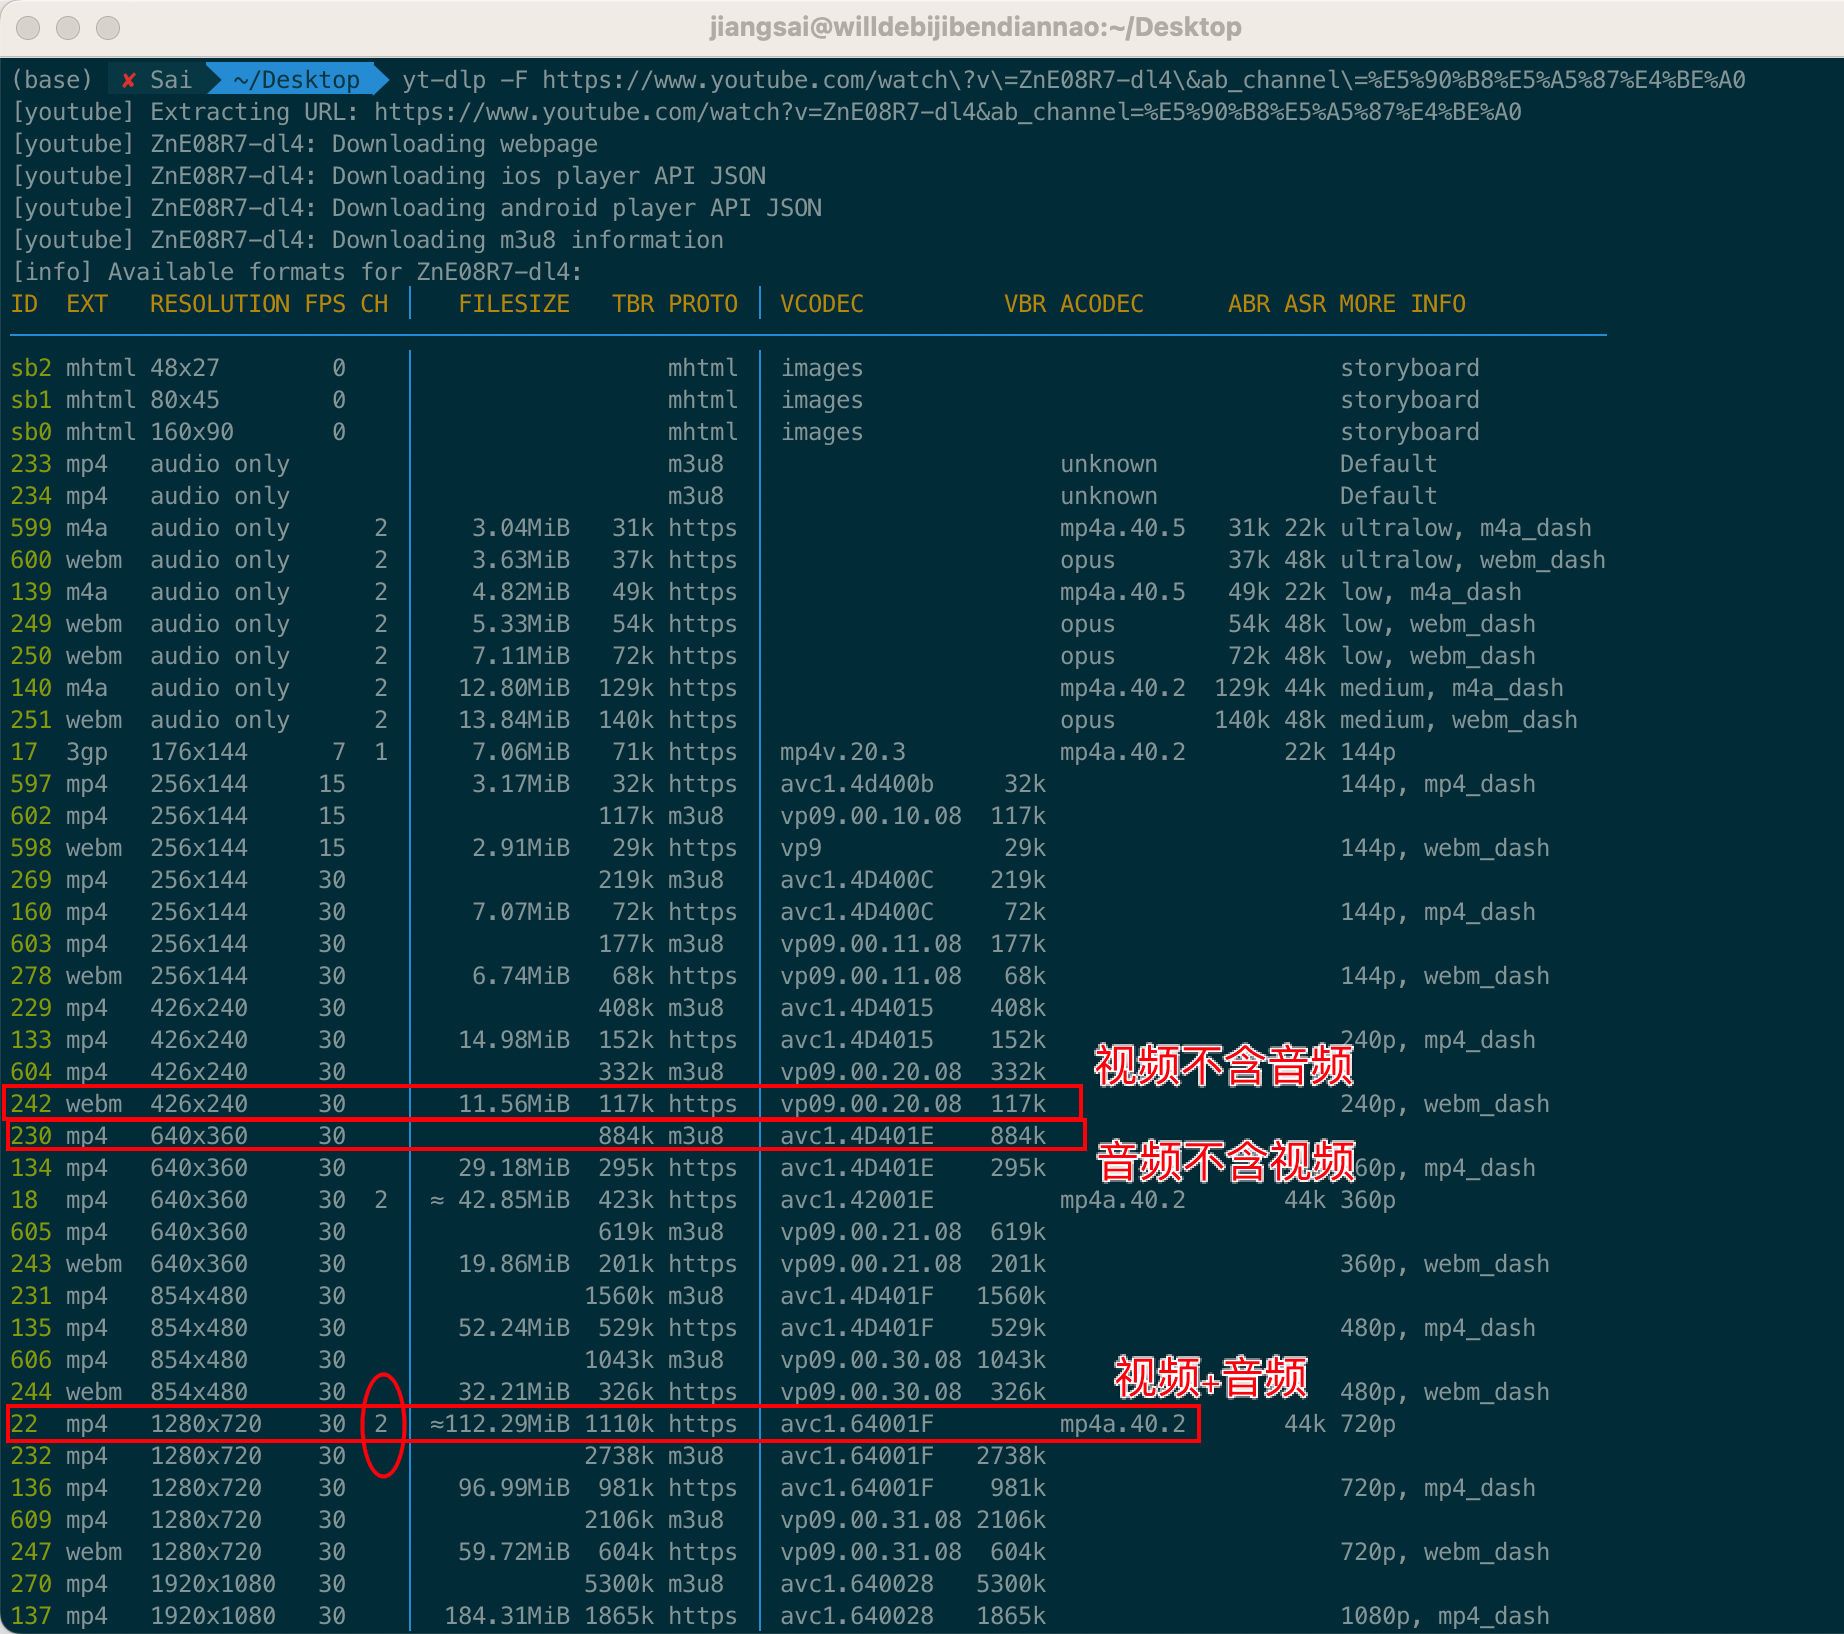 jiangsai@willdebijibendiannao:~/Desktop
(base) ✘ Sai ~/Desktop yt-dlp -F https://www.youtube.com/watch\?v\=ZnE08R7-dl4\&ab_channel\=%E5%90%B8%E5%A5%87%E4%BE%A0
[youtube] Extracting URL: https://www.youtube.com/watch?v=ZnE08R7-dl4&ab_channel=%E5%90%B8%E5%A5%87%E4%BE%A0
[youtube] ZnE08R7-dl4: Downloading webpage
[youtube] ZnE08R7-dl4: Downloading ios player API JSON
[youtube] ZnE08R7-dl4: Downloading android player API JSON
[youtube] ZnE08R7-dl4: Downloading m3u8 information
[info] Available formats for ZnE08R7-dl4:
ID EXT RESOLUTION FPS CH FILESIZE TBR PROTO VCODEC VBR ACODEC ABR ASR MORE INFO
sb2 mhtml 48x27 0 mhtml images storyboard
sb1 mhtml 80x45 0 mhtml images storyboard
sb0 mhtml 160x90 0 mhtml images storyboard
233 mp4 audio only m3u8 unknown Default
234 mp4 audio only m3u8 unknown Default
599 m4a audio only 2 3.04MiB 31k https mp4a.40.5 31k 22k ultralow, m4a_dash
600 webm audio only 2 3.63MiB 37k https opus 37k 48k ultralow, webm_dash
139 m4a audio only 2 4.82MiB 49k https mp4a.40.5 49k 22k low, m4a_dash
249 webm audio only 2 5.33MiB 54k https opus 54k 48k low, webm_dash
250 webm audio only 2 7.11MiB 72k https opus 72k 48k low, webm_dash
140 m4a audio only 2 12.80MiB 129k https mp4a.40.2 129k 44k medium, m4a_dash
251 webm audio only 2 13.84MiB 140k https opus 140k 48k medium, webm_dash
17 3gp 176x144 7 1 7.06MiB 71k https mp4v.20.3 mp4a.40.2 22k 144p
597 mp4 256x144 15 3.17MiB 32k https avc1.4d400b 32k 144p, mp4_dash
602 mp4 256x144 15 117k m3u8 vp09.00.10.08 117k
598 webm 256x144 15 2.91MiB 29k https vp9 29k 144p, webm_dash
269 mp4 256x144 30 219k m3u8 avc1.4D400C 219k
160 mp4 256x144 30 7.07MiB 72k https avc1.4D400C 72k 144p, mp4_dash
603 mp4 256x144 30 177k m3u8 vp09.00.11.08 177k
278 webm 256x144 30 6.74MiB 68k https vp09.00.11.08 68k 144p, webm_dash
229 mp4 426x240 30 408k m3u8 avc1.4D4015 408k
133 mp4 426x240 30 14.98MiB 152k https avc1.4D4015 152k 240p, mp4_dash
视频不含音频
604 mp4 426x240 30 332k m3u8 vp09.00.20.08 332k
242 webm 426x240 30 11.56MiB 117k https vp09.00.20.08 117k 240p, webm_dash
230 mp4 640x360 30 884k m3u8 avc1.4D401E 884k
音频不含视频
134 mp4 640x360 30 29.18MiB 295k https avc1.4D401E 295k 60p, mp4_dash
18 mp4 640x360 30 2 ≈ 42.85MiB 423k https avc1.42001E mp4a.40.2 44k 360p
605 mp4 640x360 30 619k m3u8 vp09.00.21.08 619k
243 webm 640x360 30 19.86MiB 201k https vp09.00.21.08 201k 360p, webm_dash
231 mp4 854x480 30 1560k m3u8 avc1.4D401F 1560k
135 mp4 854x480 30 52.24MiB 529k https avc1.4D401F 529k 480p, mp4_dash
606 mp4 854x480 30 1043k m3u8 vp09.00.30.08 1043k
视频+音频
244 webm 854x480 30 32.21MiB 326k https vp09.00.30.08 326k 480p, webm_dash
22 mp4 1280x720 30 2 ≈112.29MiB 1110k https avc1.64001F mp4a.40.2 44k 720p
232 mp4 1280x720 30 2738k m3u8 avc1.64001F 2738k
136 mp4 1280x720 30 96.99MiB 981k https avc1.64001F 981k 720p, mp4_dash
609 mp4 1280x720 30 2106k m3u8 vp09.00.31.08 2106k
247 webm 1280x720 30 59.72MiB 604k https vp09.00.31.08 604k 720p, webm_dash
270 mp4 1920x1080 30 5300k m3u8 avc1.640028 5300k
137 mp4 1920x1080 30 184.31MiB 1865k https avc1.640028 1865k 1080p, mp4_dash